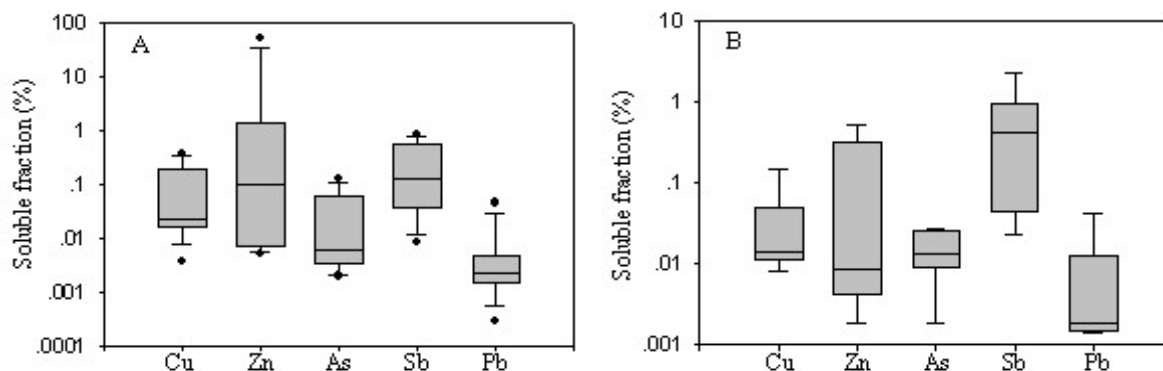 A
Soluble fraction (%)
100
10
1
.1
.01
.001
.0001
Cu Zn As Sb Pb
B
Soluble fraction (%)
10
1
.1
.01
.001
Cu Zn As Sb Pb